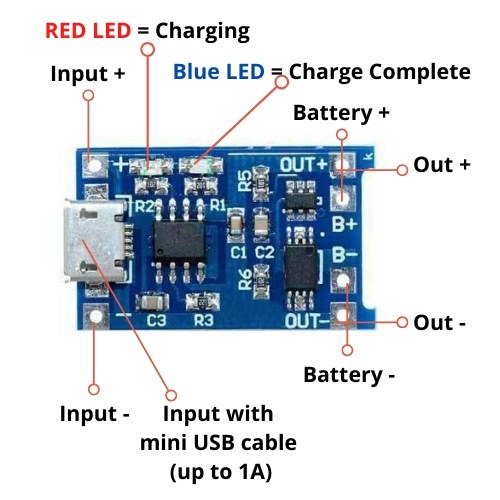 RED LED = Charging
Blue LED = Charge Complete
Input +
Battery +
Out +
+
OUT+
k
R2
R1
R5
B+
B-
C1
C2
R6
C3
R3
-
OUT-
Out -
Battery -
Input -
Input with
mini USB cable
(up to 1A)